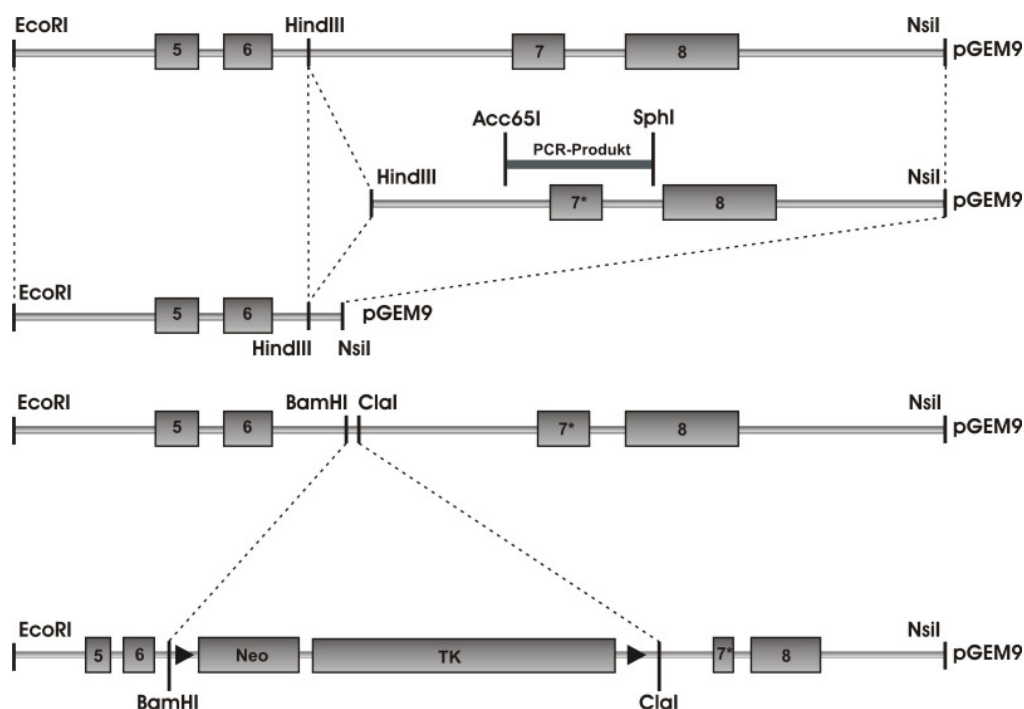 EcoRI HindIII NsiI
5 6 7 8 pGEM9
Acc65I SphI
PCR-Produkt
HindIII NsiI
7* 8 pGEM9
EcoRI
5 6 pGEM9
HindIII NsiI
EcoRI BamHI ClaI NsiI
5 6 7* 8 pGEM9
EcoRI NsiI
5 6 Neo TK 7* 8 pGEM9
BamHI ClaI